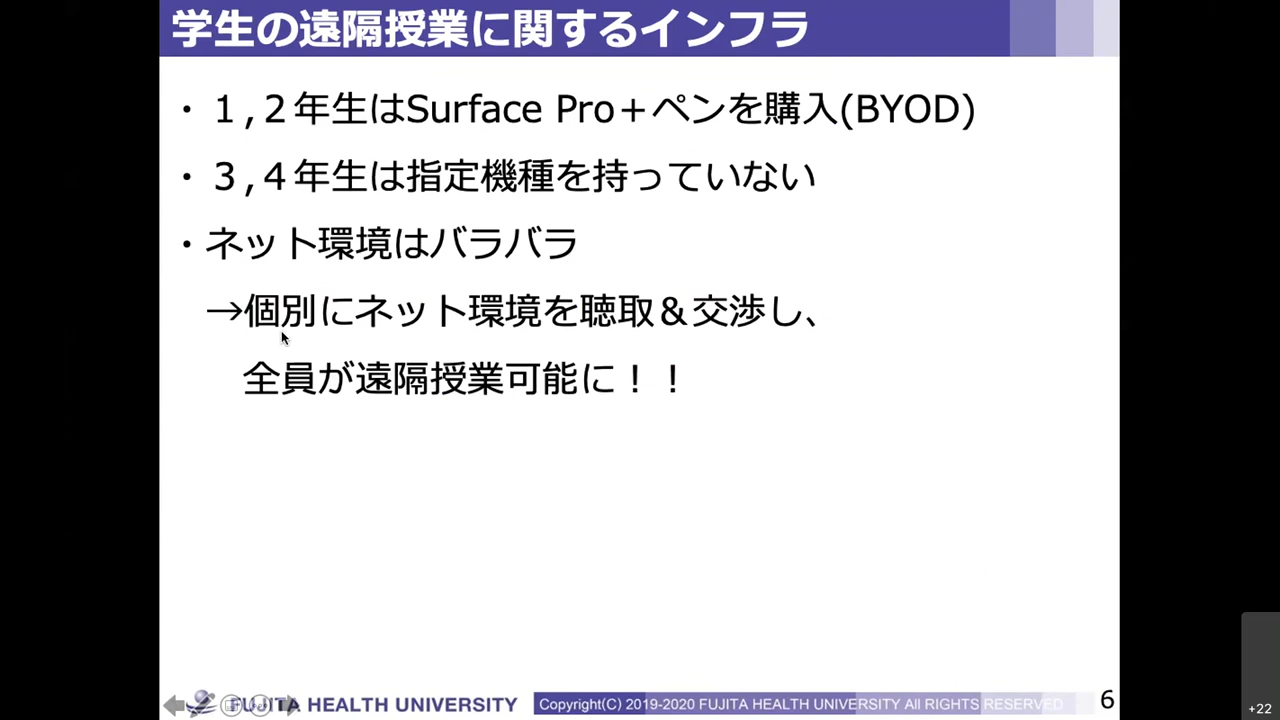 学生の遠隔授業に関するインフラ
・１,２年生はSurface Pro＋ペンを購入(BYOD)
・３,４年生は指定機種を持っていない
・ネット環境はバラバラ
→個別にネット環境を聴取＆交渉し、
全員が遠隔授業可能に！！
FUJITA HEALTH UNIVERSITY
Copyright(C) 2019-2020 FUJITA HEALTH UNIVERSITY All RIGHTS RESERVED
6
+22